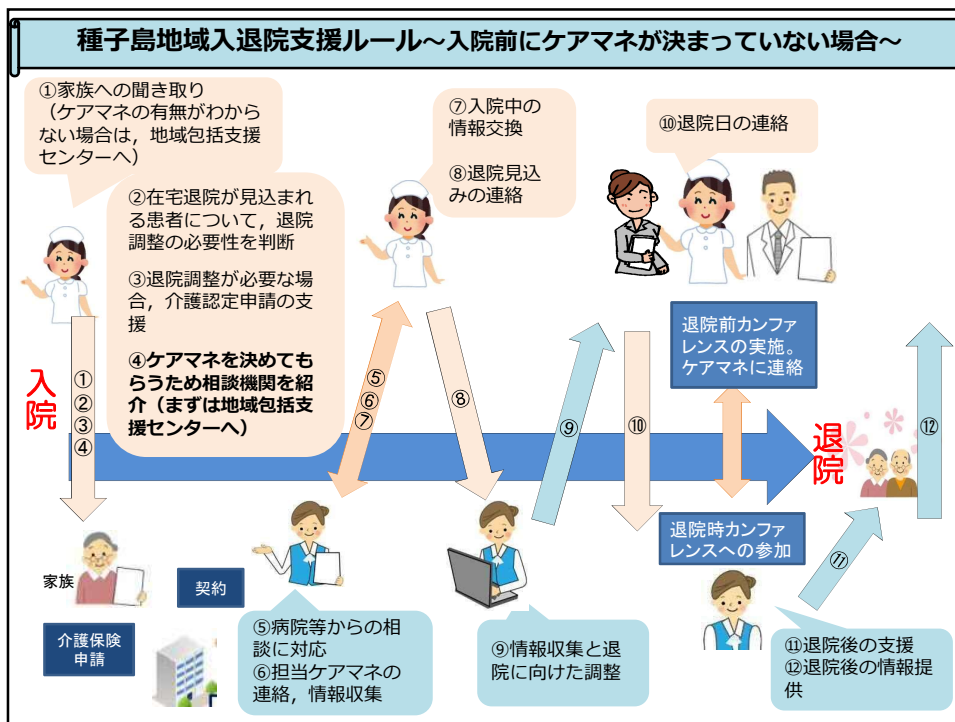 種子島地域入退院支援ルール～入院前にケアマネが決まっていない場合～
①家族への聞き取り
（ケアマネの有無がわから
ない場合は，地域包括支援
センターへ）
②在宅退院が見込まれ
る患者について，退院
調整の必要性を判断
③退院調整が必要な場
合，介護認定申請の支
援
④ケアマネを決めても
らうため相談機関を紹
介（まずは地域包括支
援センターへ）
⑦入院中の
情報交換
⑧退院見込
みの連絡
⑩退院日の連絡
退院前カンファ
レンスの実施。
ケアマネに連絡
入院
①
②
③
④
⑤
⑥
⑦
⑧
⑨
⑩
退院
⑫
家族
契約
介護保険
申請
⑤病院等からの相
談に対応
⑥担当ケアマネの
連絡，情報収集
⑨情報収集と退
院に向けた調整
退院時カンファ
レンスへの参加
⑪
⑪退院後の支援
⑫退院後の情報提
供